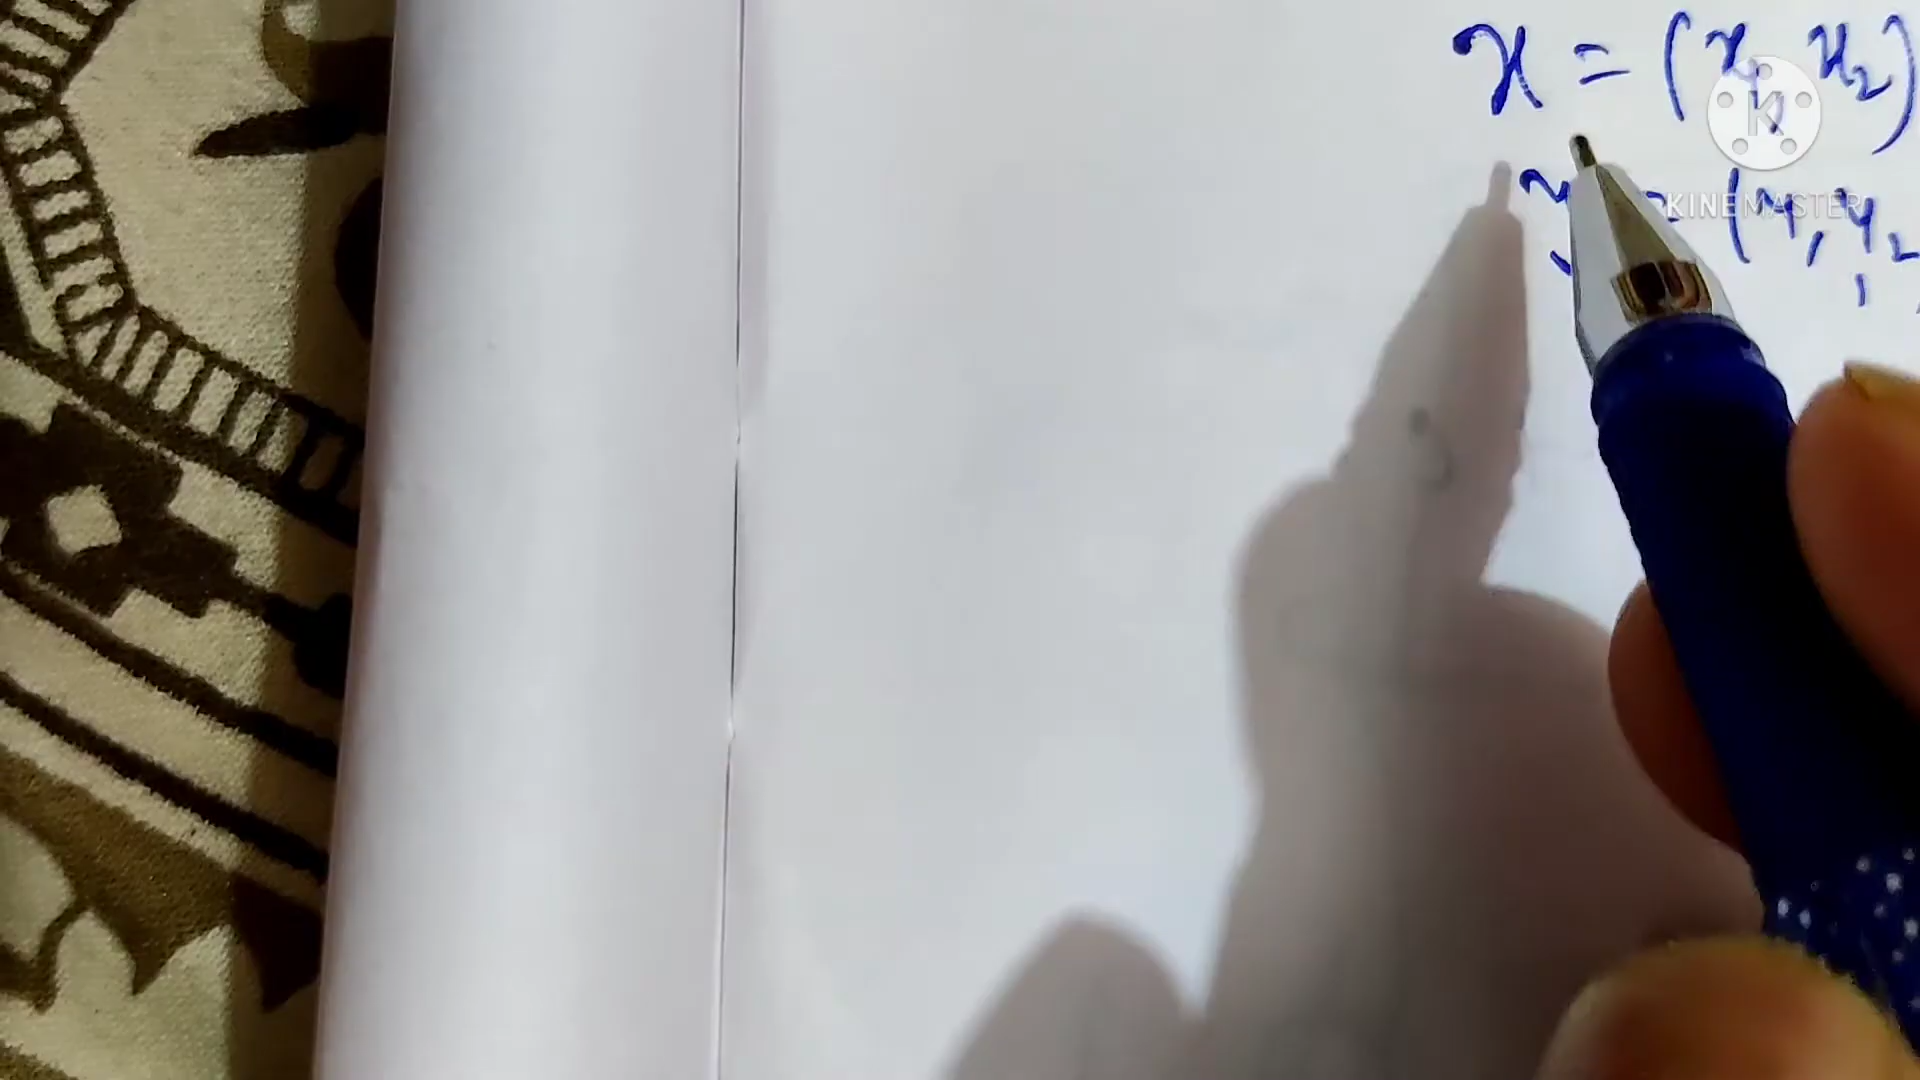 x = (x₁, x₂)
y = (y₁, y₂,
KINEMASTER